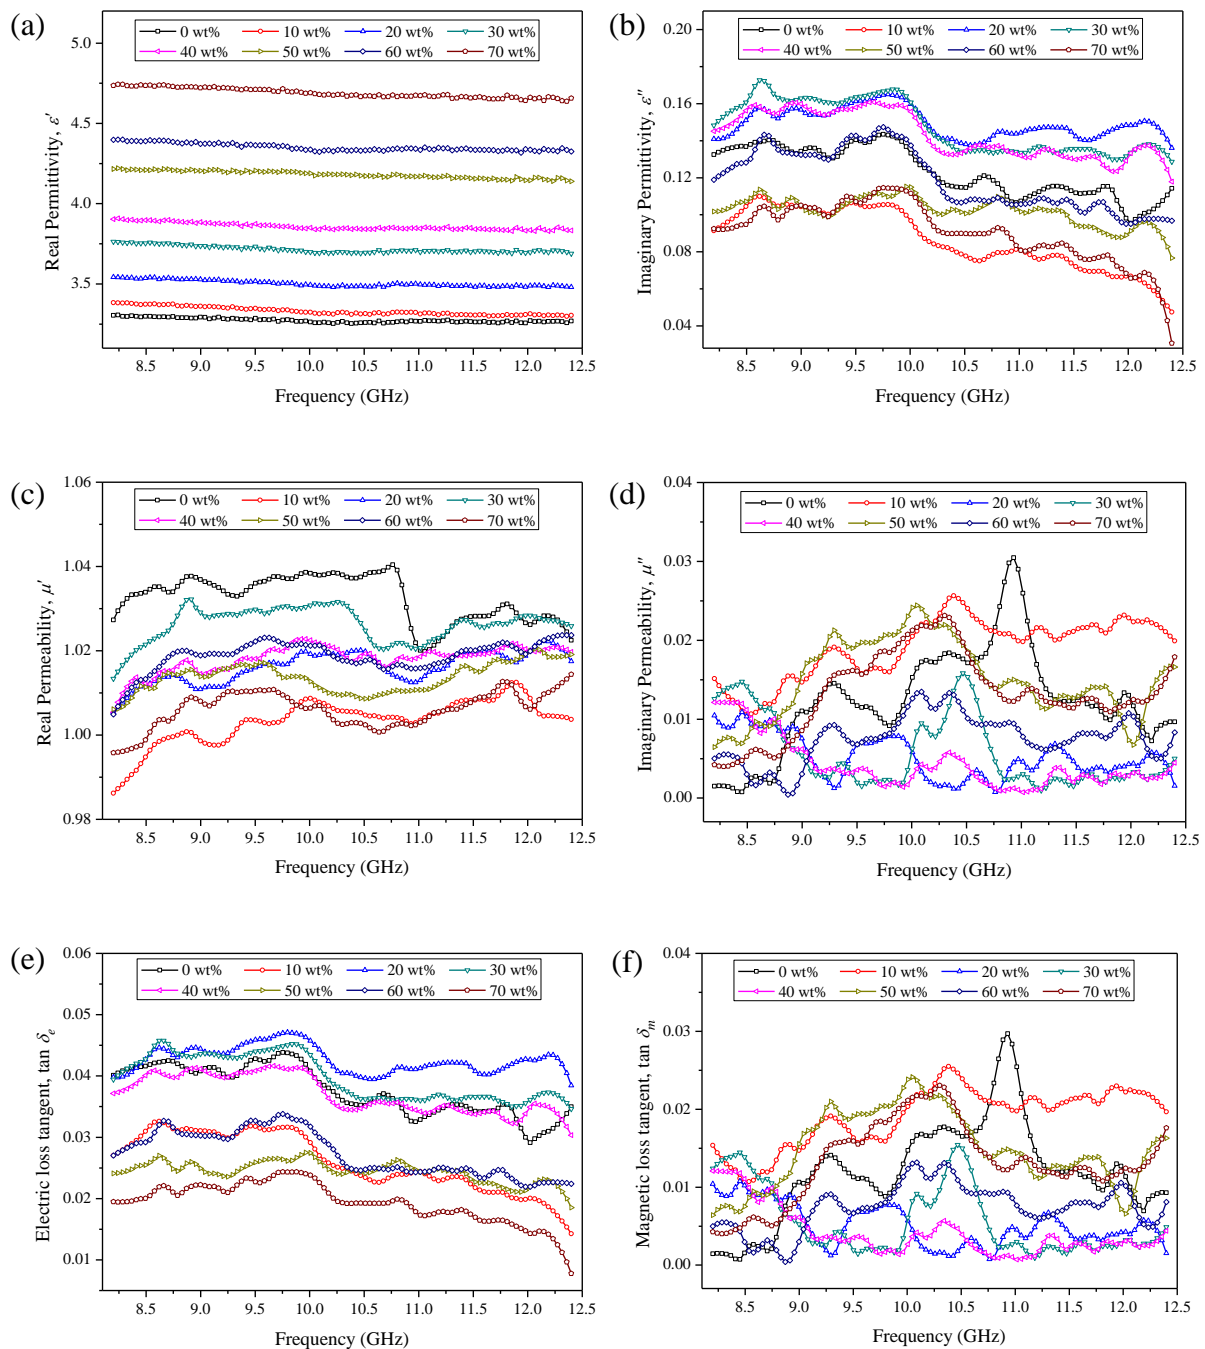 (a)
0 wt% 10 wt% 20 wt% 30 wt%
40 wt% 50 wt% 60 wt% 70 wt%
5.0
4.5
4.0
3.5
Real Permittivity, ε'
8.5 9.0 9.5 10.0 10.5 11.0 11.5 12.0 12.5
Frequency (GHz)
(b)
0 wt% 10 wt% 20 wt% 30 wt%
40 wt% 50 wt% 60 wt% 70 wt%
0.20
0.16
0.12
0.08
0.04
Imaginary Permittivity, ε"
8.5 9.0 9.5 10.0 10.5 11.0 11.5 12.0 12.5
Frequency (GHz)
(c)
0 wt% 10 wt% 20 wt% 30 wt%
40 wt% 50 wt% 60 wt% 70 wt%
1.06
1.04
1.02
1.00
0.98
Real Permeability, μ'
8.5 9.0 9.5 10.0 10.5 11.0 11.5 12.0 12.5
Frequency (GHz)
(d)
0 wt% 10 wt% 20 wt% 30 wt%
40 wt% 50 wt% 60 wt% 70 wt%
0.04
0.03
0.02
0.01
0.00
Imaginary Permeability, μ"
8.5 9.0 9.5 10.0 10.5 11.0 11.5 12.0 12.5
Frequency (GHz)
(e)
0 wt% 10 wt% 20 wt% 30 wt%
40 wt% 50 wt% 60 wt% 70 wt%
0.06
0.05
0.04
0.03
0.02
0.01
Electric loss tangent, tan δe
8.5 9.0 9.5 10.0 10.5 11.0 11.5 12.0 12.5
Frequency (GHz)
(f)
0 wt% 10 wt% 20 wt% 30 wt%
40 wt% 50 wt% 60 wt% 70 wt%
0.04
0.03
0.02
0.01
0.00
Magnetic loss tangent, tan δm
8.5 9.0 9.5 10.0 10.5 11.0 11.5 12.0 12.5
Frequency (GHz)